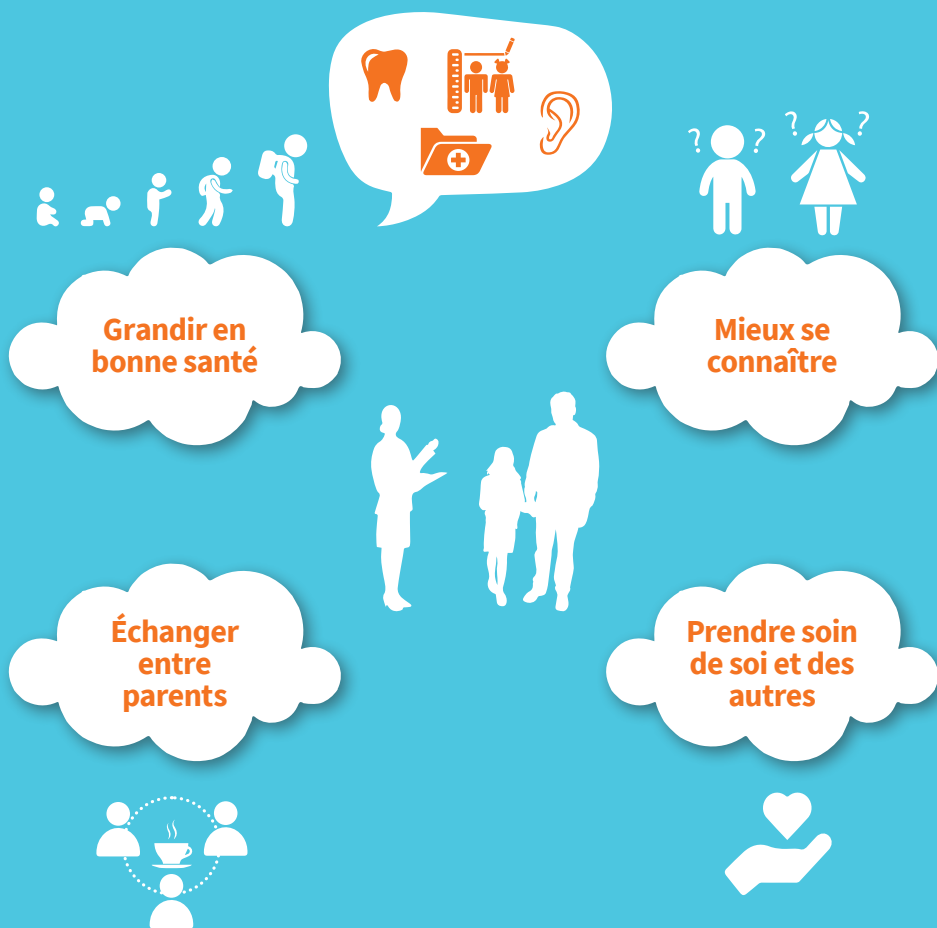 Grandir en
bonne santé
Mieux se
connaître
Échanger
entre
parents
Prendre soin
de soi et des
autres